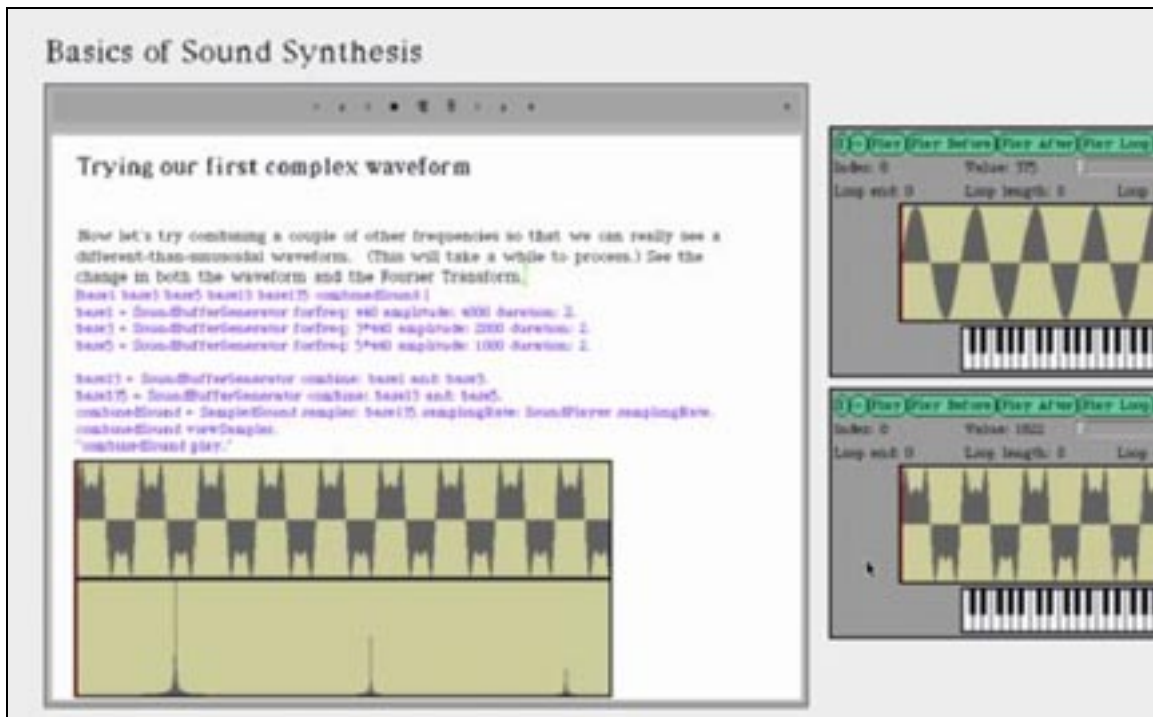 Basics of Sound Synthesis
Trying our first complex waveform
Now let's try combining a couple of other frequencies so that we can really see a
different-than-sinusoidal waveform. (This will take a while to process.) See the
change in both the waveform and the Fourier Transform.
|base1 base3 base5 base13 base135 combinedSound|
base1 = SoundBufferGenerator forFreq: 440 amplitude: 4000 duration: 2.
base3 = SoundBufferGenerator forFreq: 3*440 amplitude: 2000 duration: 2.
base5 = SoundBufferGenerator forFreq: 5*440 amplitude: 1000 duration: 2.
base13 = SoundBufferGenerator combine: base1 and: base3.
base135 = SoundBufferGenerator combine: base13 and: base5.
combinedSound = SampledSound samples: base135 samplingRate: SoundPlayer samplingRate.
combinedSound viewSamples.
"combinedSound play."
Play Play Before Play After Play Loop
Index: 0 Value: 375
Loop end: 0 Loop length: 0 Loop
Play Play Before Play After Play Loop
Index: 0 Value: 1822
Loop end: 0 Loop length: 0 Loop